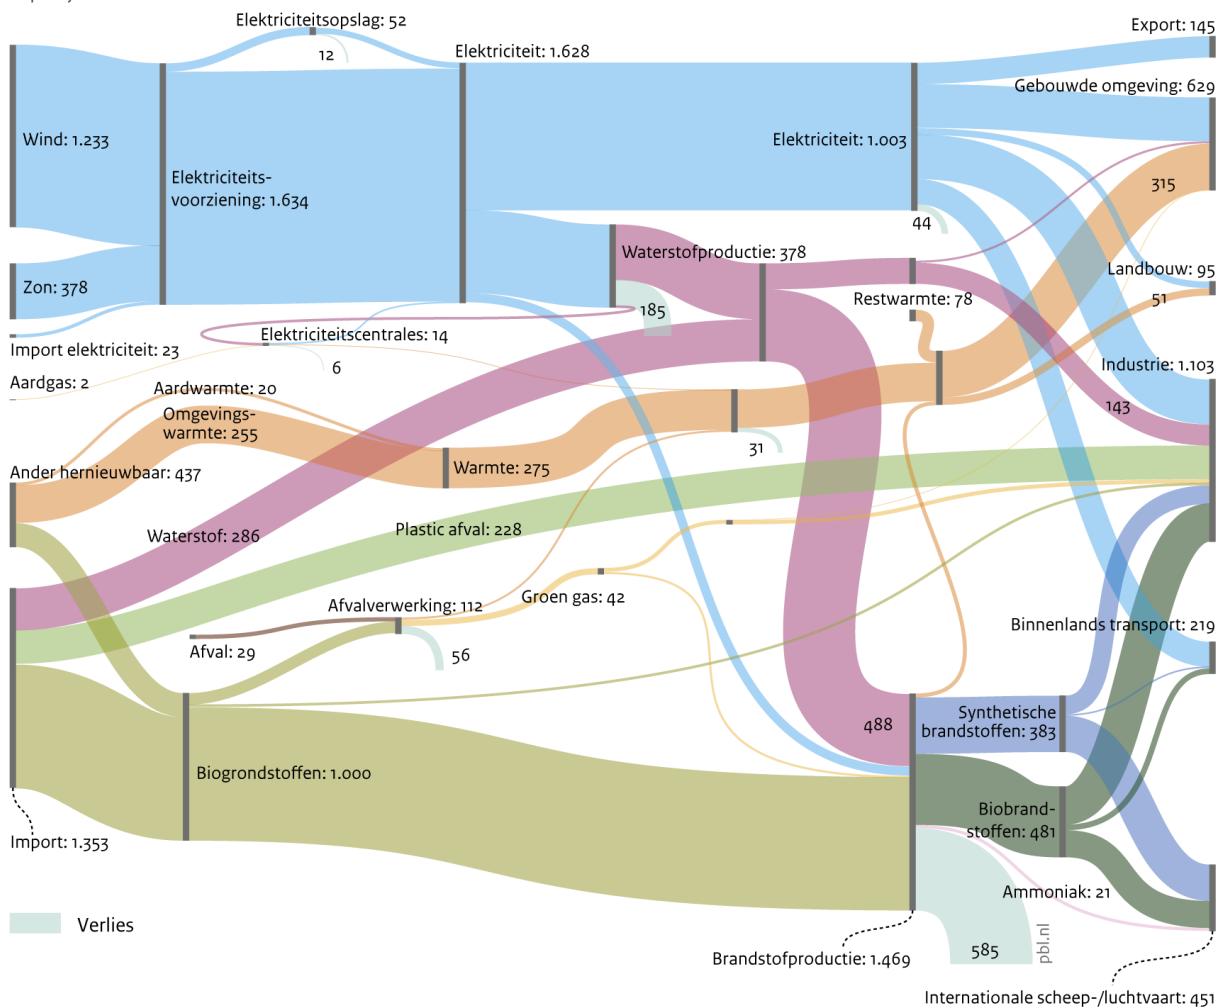 Elektriciteitsopslag: 52
12
Elektriciteit: 1.628
Export: 145
Gebouwde omgeving: 629
Wind: 1.233
Elektriciteits-
voorziening: 1.634
Elektriciteit: 1.003
315
44
Zon: 378
Waterstofproductie: 378
185
Landbouw: 95
51
Restwarmte: 78
Import elektriciteit: 23
Elektriciteitscentrales: 14
6
Aardgas: 2
Industrie: 1.103
143
Aardwarmte: 20
Omgevings-
warmte: 255
31
Ander hernieuwbaar: 437
Warmte: 275
Waterstof: 286
Plastic afval: 228
Groen gas: 42
Afvalverwerking: 112
56
Afval: 29
Binnenlands transport: 219
488
Synthetische
brandstoffen: 383
Biogrondstoffen: 1.000
Biobrand-
stoffen: 481
Import: 1.353
Ammoniak: 21
Verlies
585
pbl.nl
Brandstofproductie: 1.469
Internationale scheep-/luchtvaart: 451